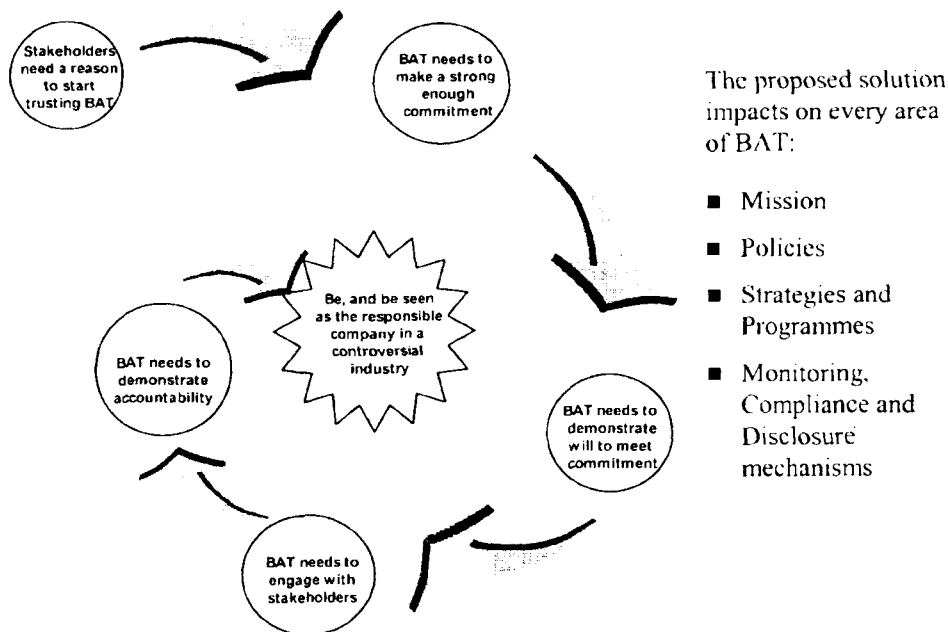 Stakeholders
need a reason
to start
trusting BAT
BAT needs to
make a strong
enough
commitment
BAT needs to
demonstrate
will to meet
commitment
BAT needs to
engage with
stakeholders
BAT needs to
demonstrate
accountability
Be, and be seen
as the responsible
company in a
controversial
industry
The proposed solution
impacts on every area
of BAT:
■ Mission
■ Policies
■ Strategies and
Programmes
■ Monitoring,
Compliance and
Disclosure
mechanisms